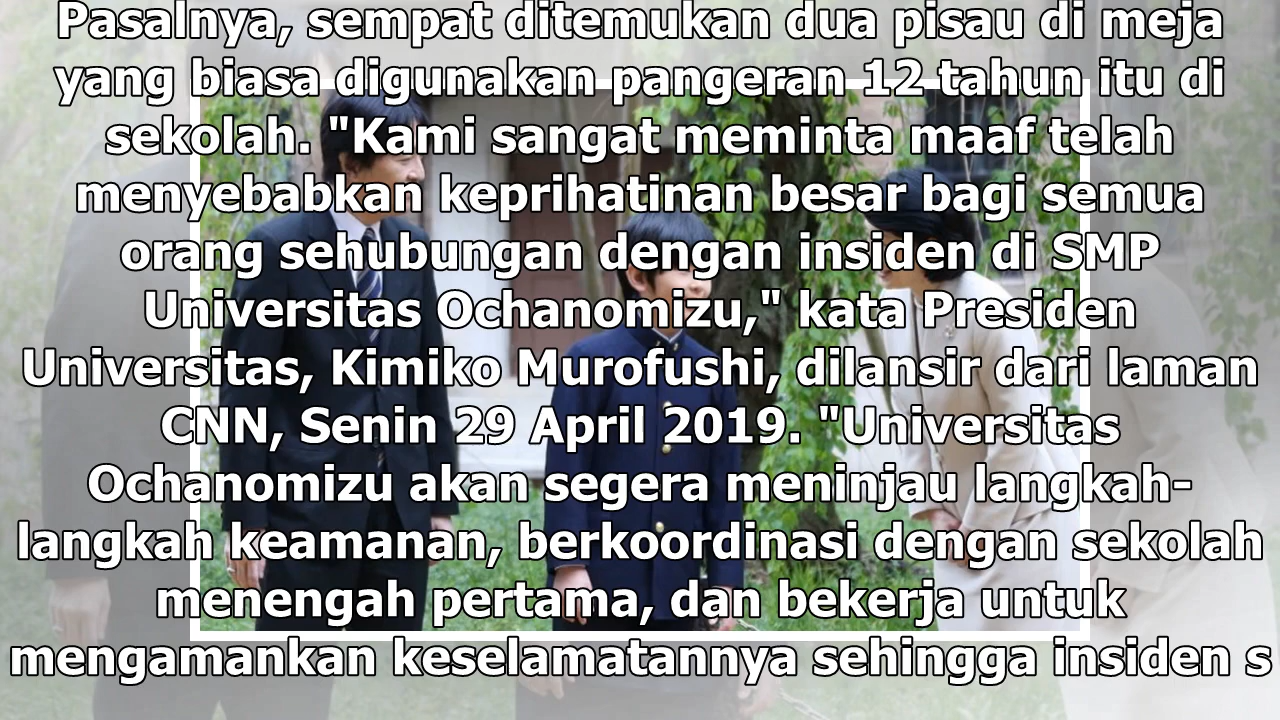 Pasalnya, sempat ditemukan dua pisau di meja
yang biasa digunakan pangeran 12 tahun itu di
sekolah. "Kami sangat meminta maaf telah
menyebabkan keprihatinan besar bagi semua
orang sehubungan dengan insiden di SMP
Universitas Ochanomizu," kata Presiden
Universitas, Kimiko Murofushi, dilansir dari laman
CNN, Senin 29 April 2019. "Universitas
Ochanomizu akan segera meninjau langkah-
langkah keamanan, berkoordinasi dengan sekolah
menengah pertama, dan bekerja untuk
mengamankan keselamatannya sehingga insiden s